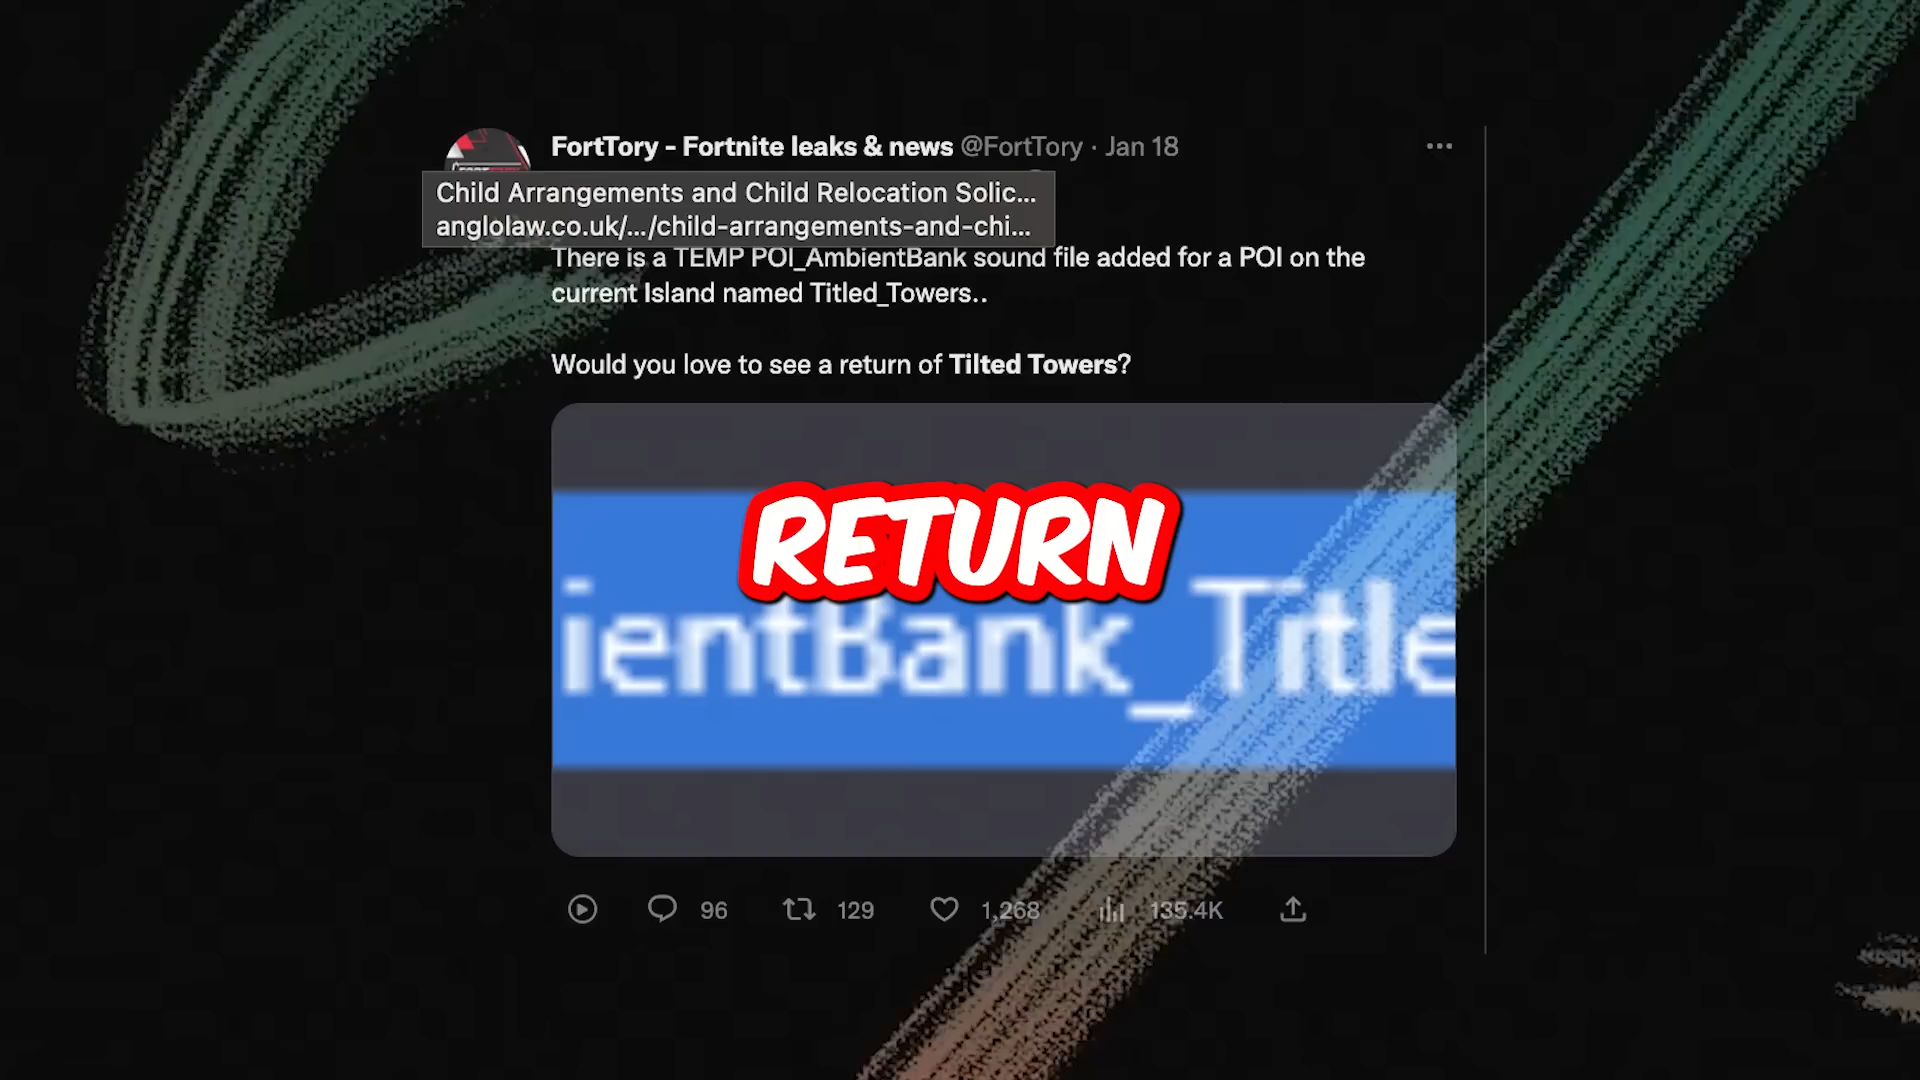 FortTory - Fortnite leaks & news @FortTory · Jan 18
Child Arrangements and Child Relocation Solic...
anglolaw.co.uk/.../child-arrangements-and-chi...
There is a TEMP POI_AmbientBank sound file added for a POI on the
current Island named Titled_Towers..
Would you love to see a return of Tilted Towers?
RETURN
ientBank_Title
96 129 1,268 135.4K